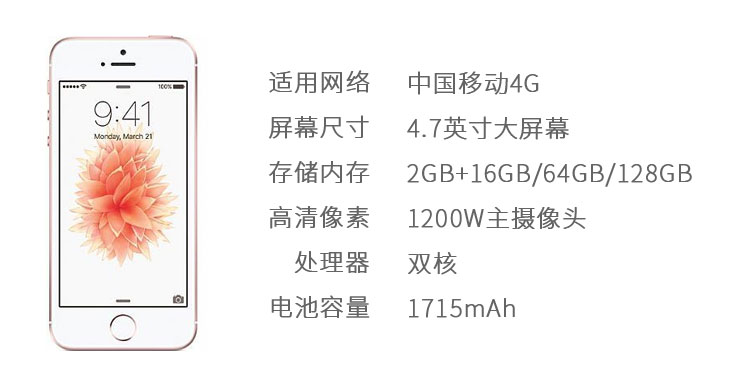 100%
9:41
Monday, March 21
适用网络 中国移动4G
屏幕尺寸 4.7英寸大屏幕
存储内存 2GB+16GB/64GB/128GB
高清像素 1200W主摄像头
处理器 双核
电池容量 1715mAh